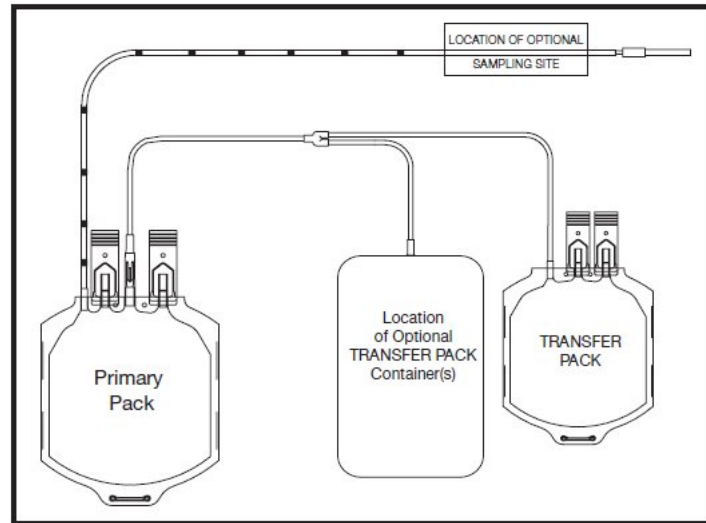 LOCATION OF OPTIONAL
SAMPLING SITE
Primary
Pack
Location
of Optional
TRANSFER PACK
Container(s)
TRANSFER
PACK